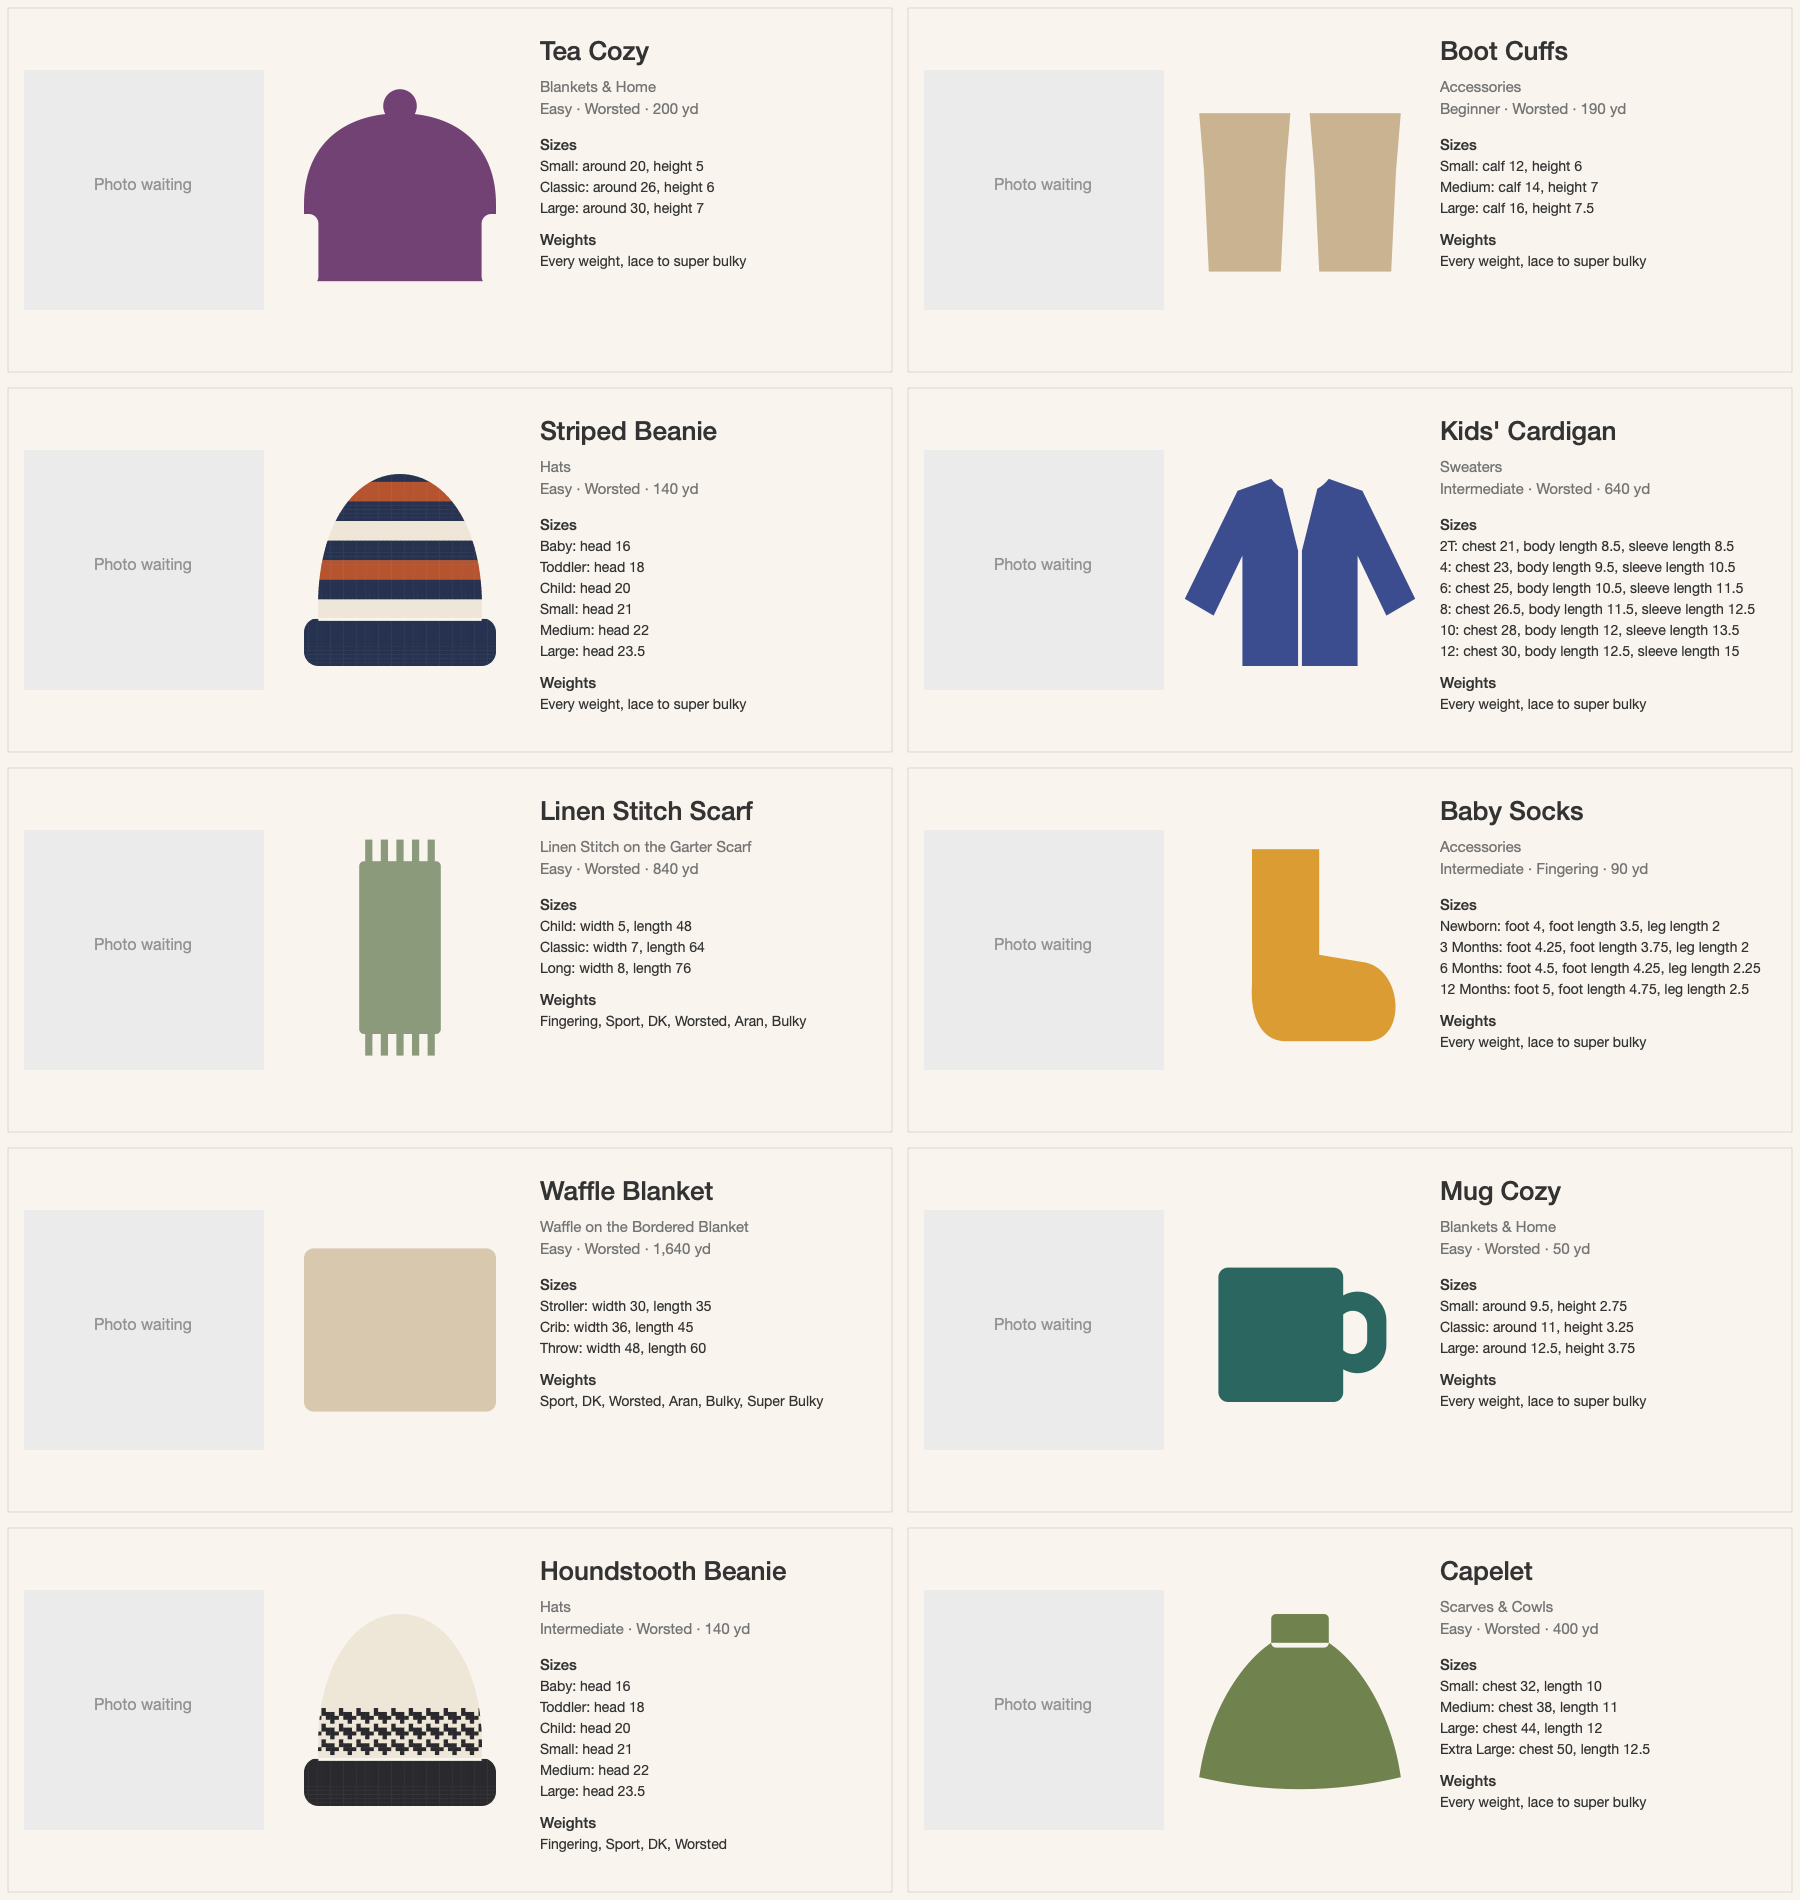 Tea Cozy
Blankets & Home
Easy · Worsted · 200 yd
Sizes
Small: around 20, height 5
Classic: around 26, height 6
Large: around 30, height 7
Weights
Every weight, lace to super bulky
Photo waiting
Boot Cuffs
Accessories
Beginner · Worsted · 190 yd
Sizes
Small: calf 12, height 6
Medium: calf 14, height 7
Large: calf 16, height 7.5
Weights
Every weight, lace to super bulky
Photo waiting
Striped Beanie
Hats
Easy · Worsted · 140 yd
Sizes
Baby: head 16
Toddler: head 18
Child: head 20
Small: head 21
Medium: head 22
Large: head 23.5
Weights
Every weight, lace to super bulky
Photo waiting
Kids' Cardigan
Sweaters
Intermediate · Worsted · 640 yd
Sizes
2T: chest 21, body length 8.5, sleeve length 8.5
4: chest 23, body length 9.5, sleeve length 10.5
6: chest 25, body length 10.5, sleeve length 11.5
8: chest 26.5, body length 11.5, sleeve length 12.5
10: chest 28, body length 12, sleeve length 13.5
12: chest 30, body length 12.5, sleeve length 15
Weights
Every weight, lace to super bulky
Photo waiting
Linen Stitch Scarf
Linen Stitch on the Garter Scarf
Easy · Worsted · 840 yd
Sizes
Child: width 5, length 48
Classic: width 7, length 64
Long: width 8, length 76
Weights
Fingering, Sport, DK, Worsted, Aran, Bulky
Photo waiting
Baby Socks
Accessories
Intermediate · Fingering · 90 yd
Sizes
Newborn: foot 4, foot length 3.5, leg length 2
3 Months: foot 4.25, foot length 3.75, leg length 2
6 Months: foot 4.5, foot length 4.25, leg length 2.25
12 Months: foot 5, foot length 4.75, leg length 2.5
Weights
Every weight, lace to super bulky
Photo waiting
Waffle Blanket
Waffle on the Bordered Blanket
Easy · Worsted · 1,640 yd
Sizes
Stroller: width 30, length 35
Crib: width 36, length 45
Throw: width 48, length 60
Weights
Sport, DK, Worsted, Aran, Bulky, Super Bulky
Photo waiting
Mug Cozy
Blankets & Home
Easy · Worsted · 50 yd
Sizes
Small: around 9.5, height 2.75
Classic: around 11, height 3.25
Large: around 12.5, height 3.75
Weights
Every weight, lace to super bulky
Photo waiting
Houndstooth Beanie
Hats
Intermediate · Worsted · 140 yd
Sizes
Baby: head 16
Toddler: head 18
Child: head 20
Small: head 21
Medium: head 22
Large: head 23.5
Weights
Fingering, Sport, DK, Worsted
Photo waiting
Capelet
Scarves & Cowls
Easy · Worsted · 400 yd
Sizes
Small: chest 32, length 10
Medium: chest 38, length 11
Large: chest 44, length 12
Extra Large: chest 50, length 12.5
Weights
Every weight, lace to super bulky
Photo waiting